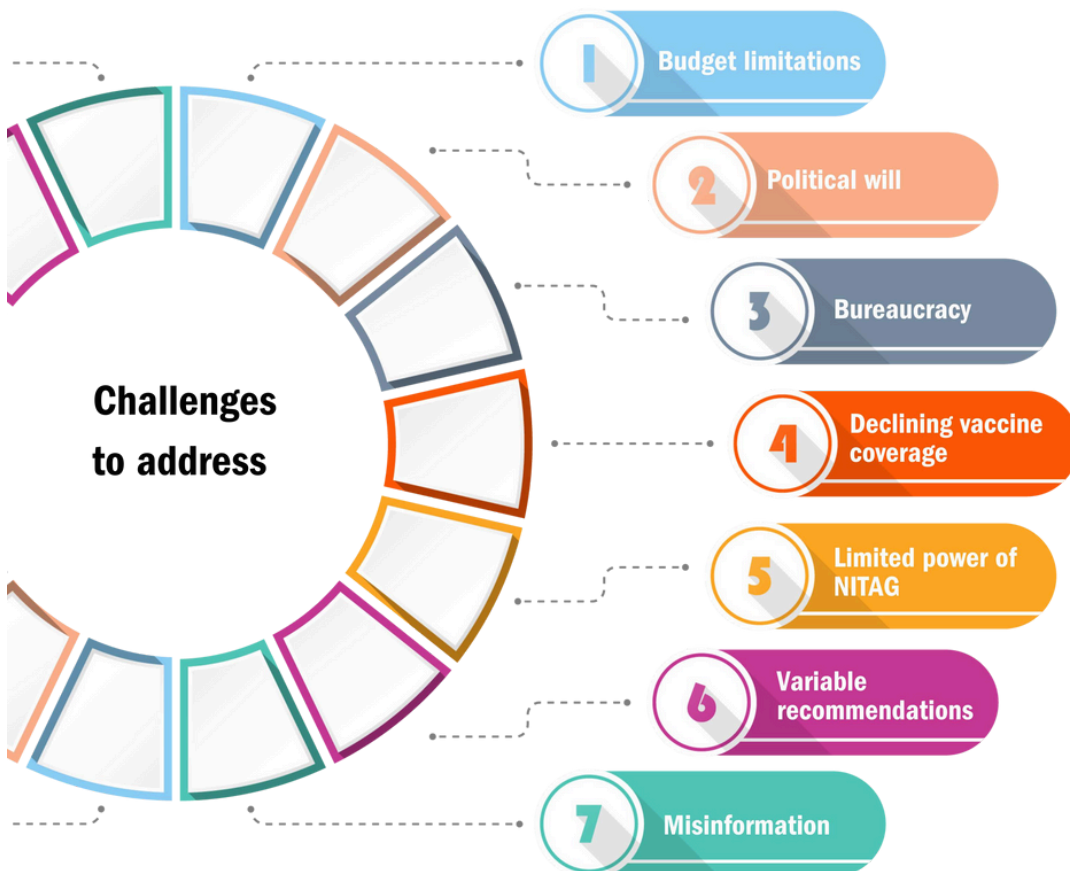 1
Budget limitations
2
Political will
3
Bureaucracy
Challenges
to address
4
Declining vaccine
coverage
5
Limited power of
NITAG
6
Variable
recommendations
7
Misinformation